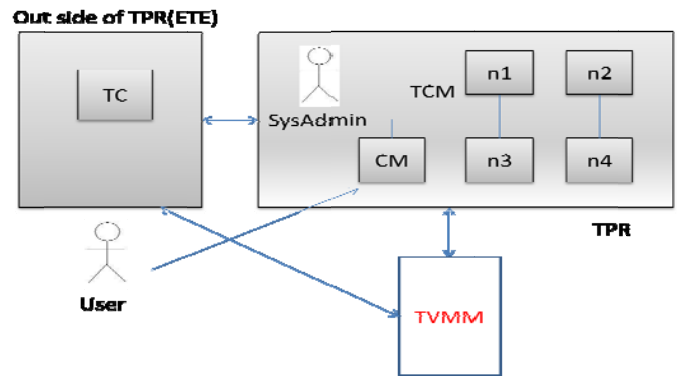 Out side of TPR(ETE)
TC
SysAdmin
TCM
n1
n2
CM
n3
n4
TPR
User
TVMM